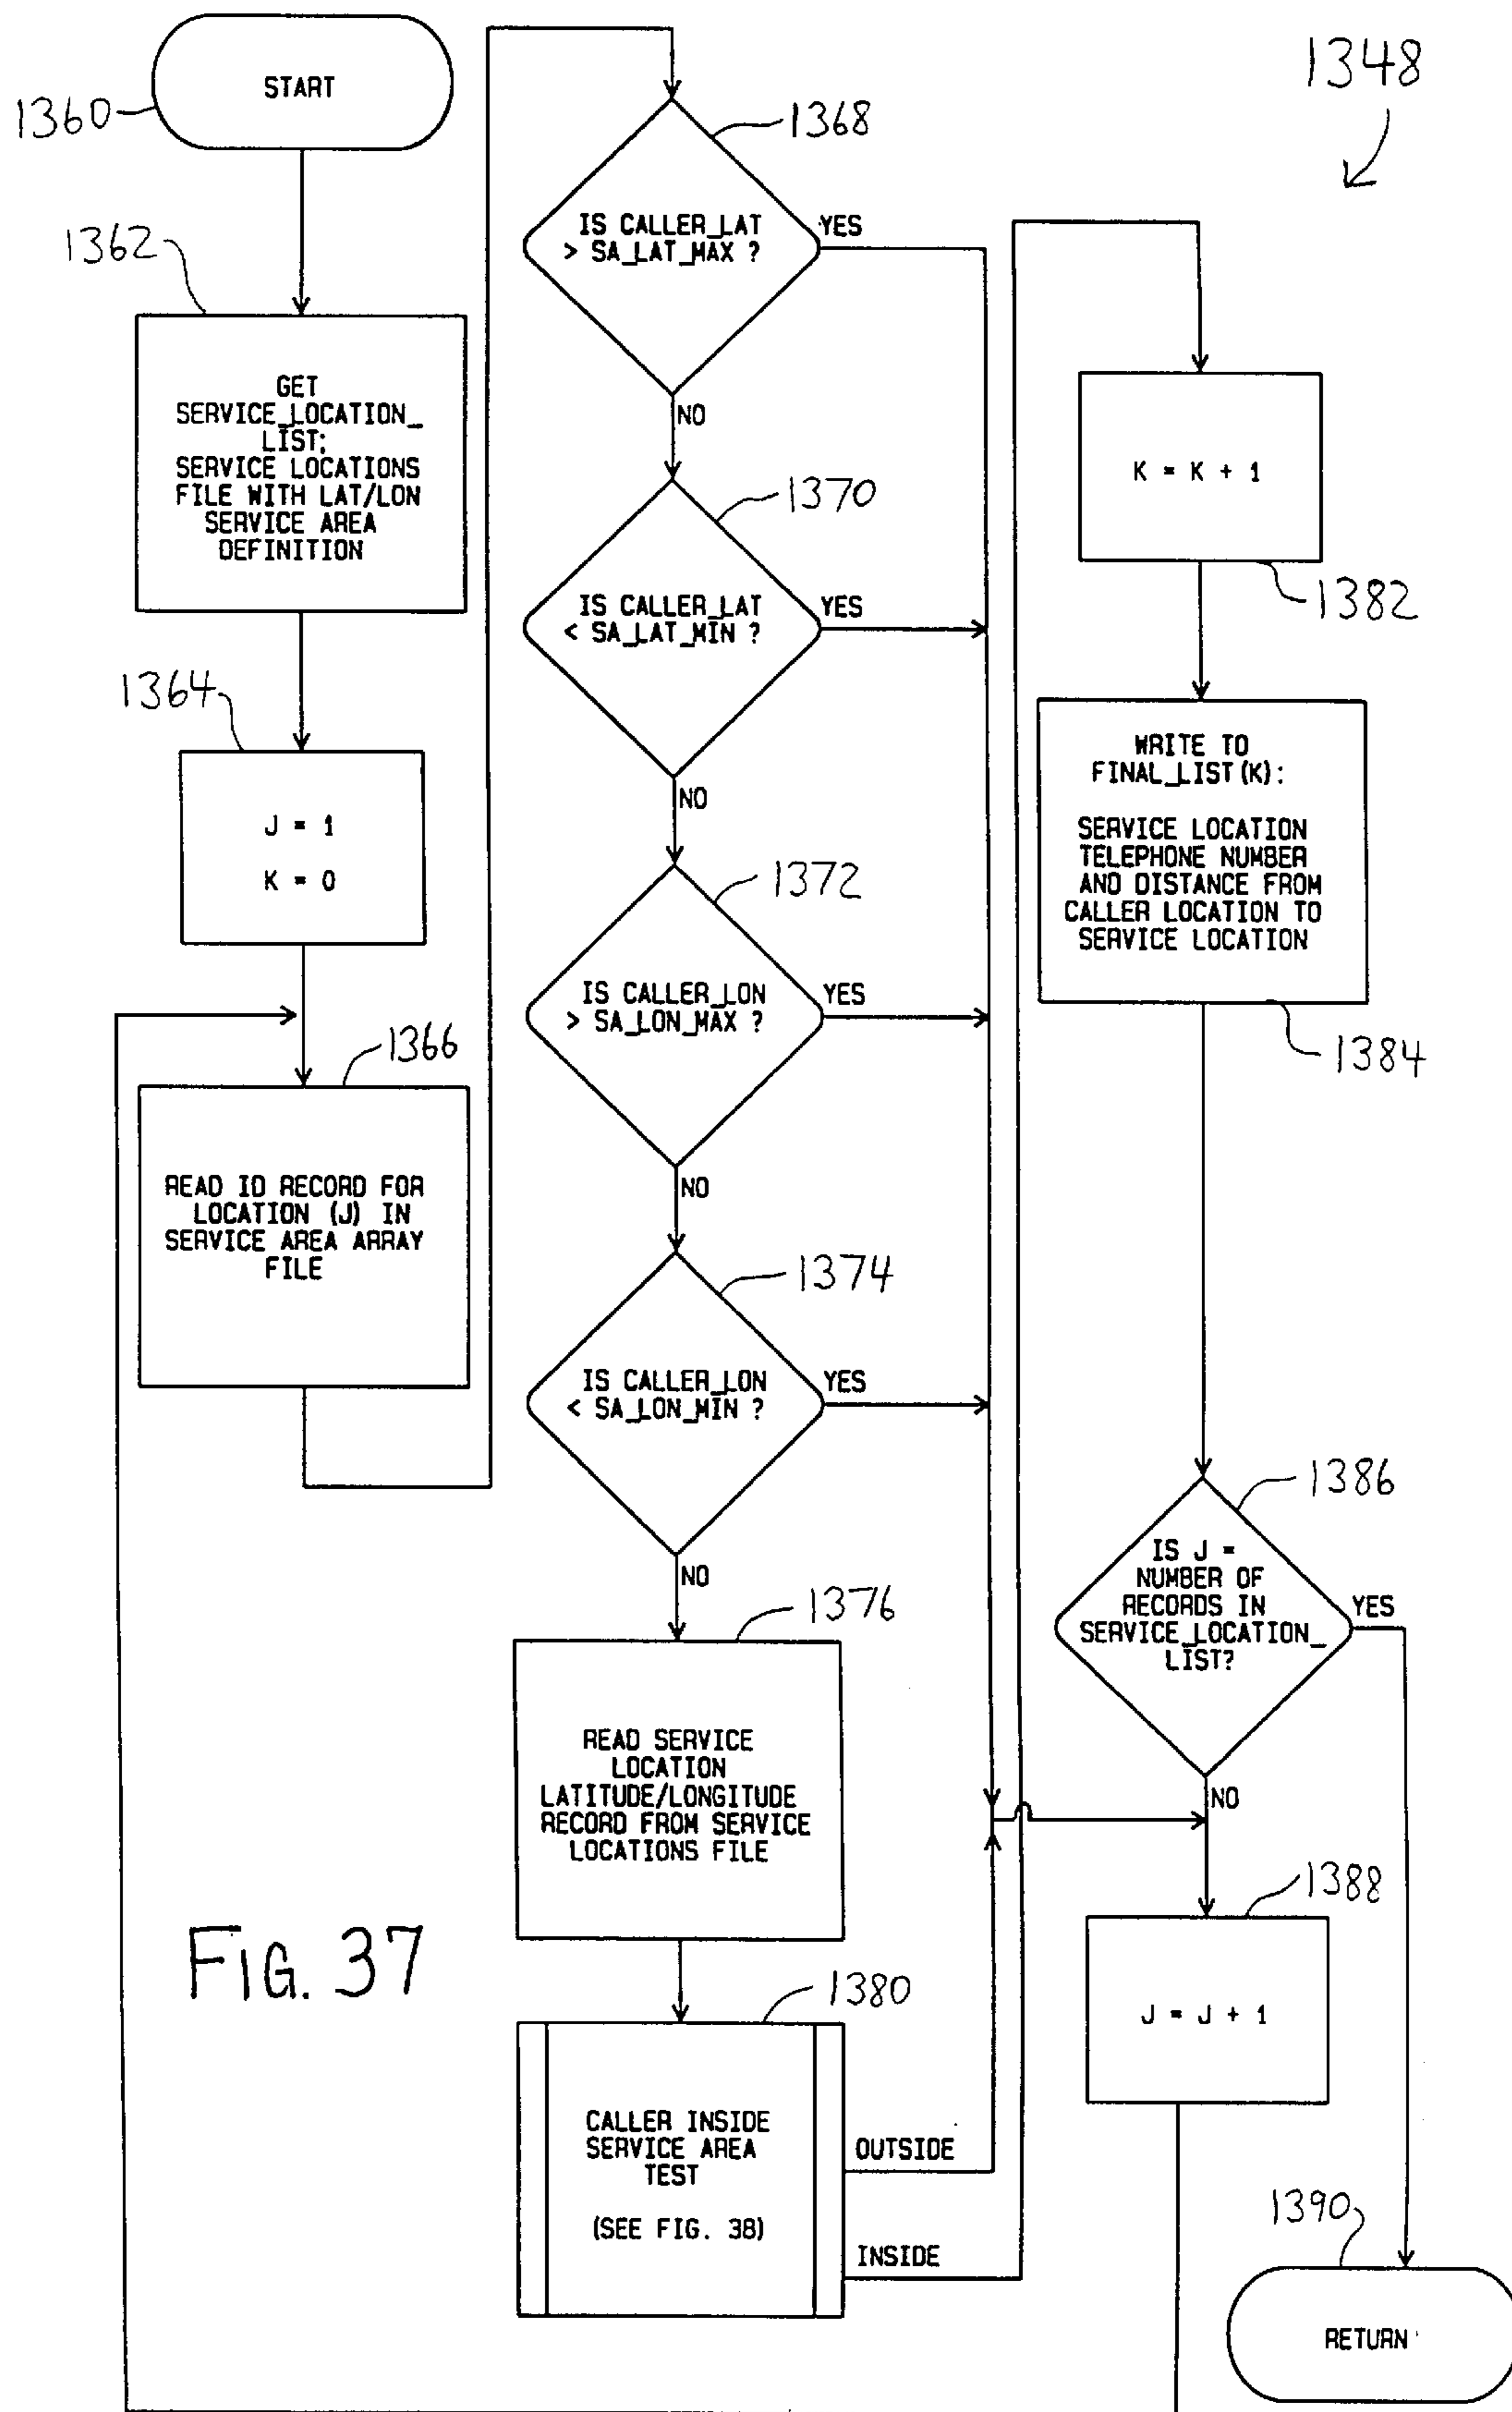 1348
START
1360
1362
GET
SERVICE_LOCATION_
LIST;
SERVICE LOCATIONS
FILE WITH LAT/LON
SERVICE AREA
DEFINITION
1364
J = 1
K = 0
1366
READ ID RECORD FOR
LOCATION (J) IN
SERVICE AREA ARRAY
FILE
1368
IS CALLER_LAT
> SA_LAT_MAX ?
YES
NO
1370
IS CALLER_LAT
< SA_LAT_MIN ?
YES
NO
1372
IS CALLER_LON
> SA_LON_MAX ?
YES
NO
1374
IS CALLER_LON
< SA_LON_MIN ?
YES
NO
1376
READ SERVICE
LOCATION
LATITUDE/LONGITUDE
RECORD FROM SERVICE
LOCATIONS FILE
1380
CALLER INSIDE
SERVICE AREA
TEST
(SEE FIG. 38)
OUTSIDE
INSIDE
K = K + 1
1382
WRITE TO
FINAL_LIST(K):
SERVICE LOCATION
TELEPHONE NUMBER
AND DISTANCE FROM
CALLER LOCATION TO
SERVICE LOCATION
1384
1386
IS J =
NUMBER OF
RECORDS IN
SERVICE_LOCATION_
LIST?
YES
NO
1388
J = J + 1
1390
RETURN
FIG. 37